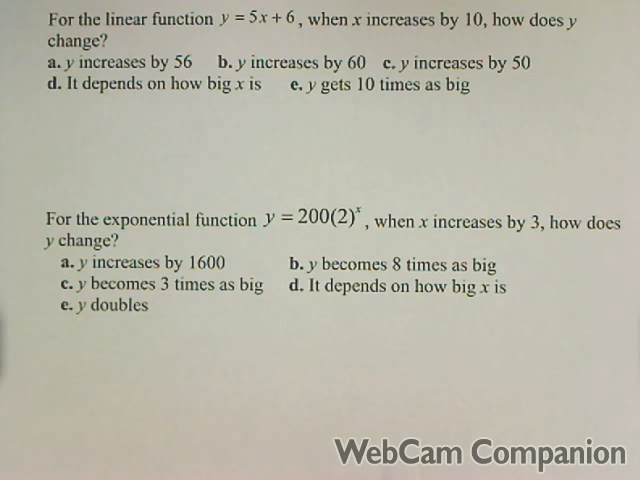 For the linear function y = 5x + 6, when x increases by 10, how does y
change?
a. y increases by 56 b. y increases by 60 c. y increases by 50
d. It depends on how big x is e. y gets 10 times as big
For the exponential function y = 200(2)^x, when x increases by 3, how does
y change?
a. y increases by 1600 b. y becomes 8 times as big
c. y becomes 3 times as big d. It depends on how big x is
e. y doubles
WebCam Companion